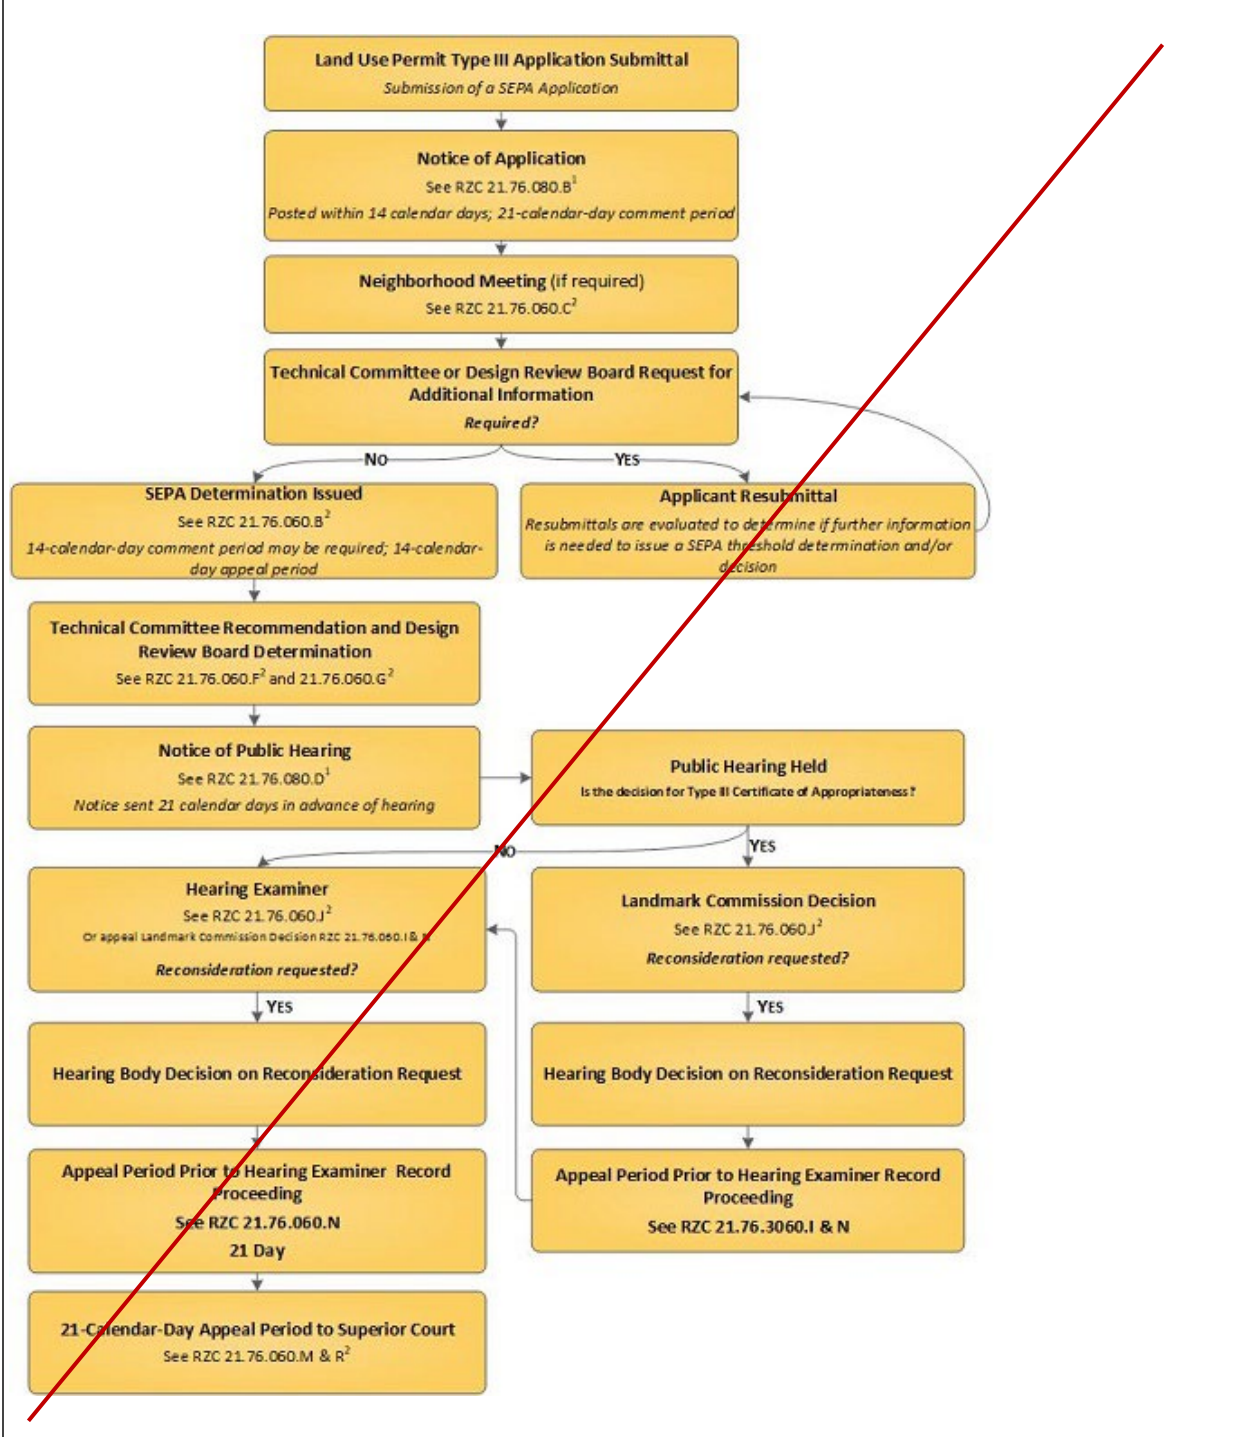 Land Use Permit Type III Application Submittal
Submission of a SEPA Application
Notice of Application
See RZC 21.76.080.B¹
Posted within 14 calendar days; 21-calendar-day comment period
Neighborhood Meeting (if required)
See RZC 21.76.060.C²
Technical Committee or Design Review Board Request for
Additional Information
Required?
NO
YES
SEPA Determination Issued
See RZC 21.76.060.B²
14-calendar-day comment period may be required; 14-calendar-
day appeal period
Applicant Resubmittal
Resubmittals are evaluated to determine if further information
is needed to issue a SEPA threshold determination and/or
decision
Technical Committee Recommendation and Design
Review Board Determination
See RZC 21.76.060.F² and 21.76.060.G²
Notice of Public Hearing
See RZC 21.76.080.D¹
Notice sent 21 calendar days in advance of hearing
Public Hearing Held
Is the decision for Type III Certificate of Appropriateness?
NO
YES
Hearing Examiner
See RZC 21.76.060.J²
Or appeal Landmark Commission Decision RZC 21.76.060.I & N
Reconsideration requested?
Landmark Commission Decision
See RZC 21.76.060.J²
Reconsideration requested?
YES
YES
Hearing Body Decision on Reconsideration Request
Hearing Body Decision on Reconsideration Request
Appeal Period Prior to Hearing Examiner Record
Proceeding
See RZC 21.76.060.N
21 Day
Appeal Period Prior to Hearing Examiner Record
Proceeding
See RZC 21.76.3060.I & N
21-Calendar-Day Appeal Period to Superior Court
See RZC 21.76.060.M & R²